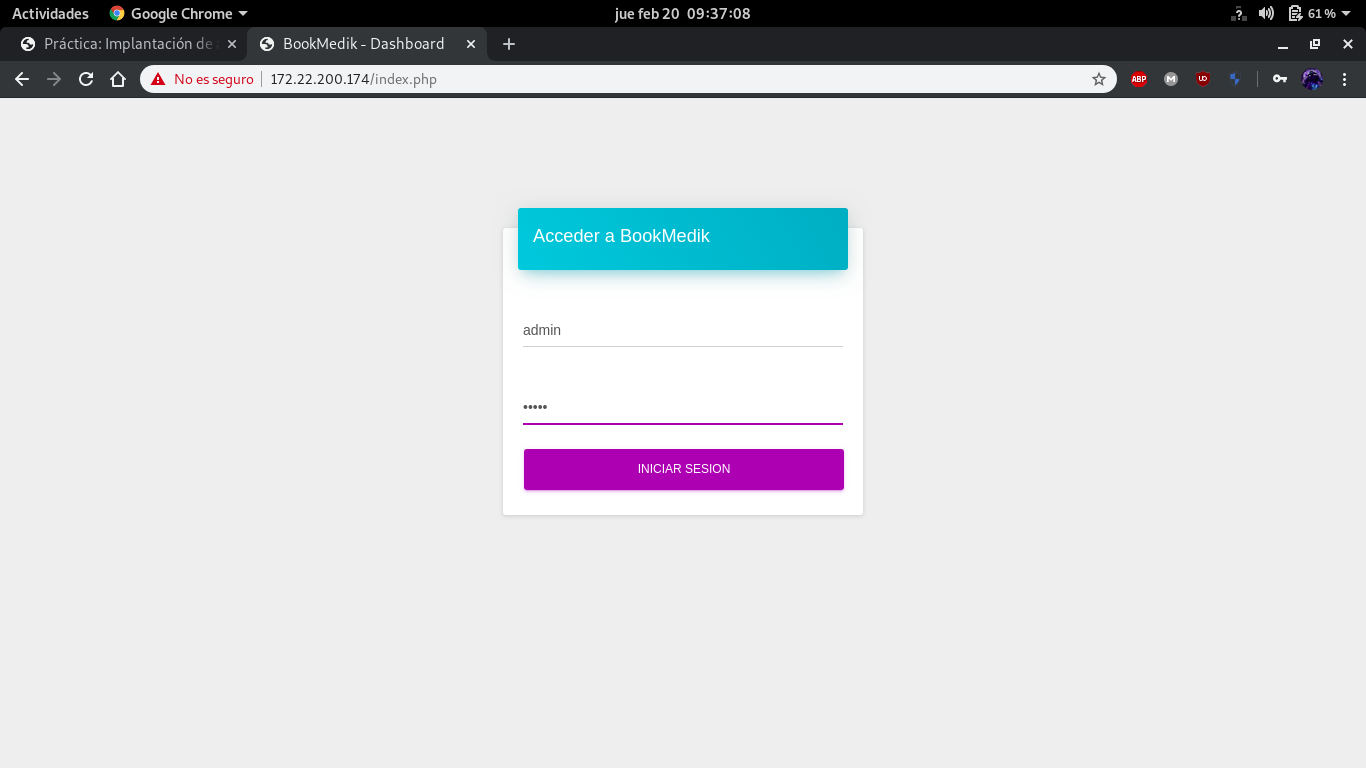 Actividades Google Chrome jue feb 20 09:37:08 61 %
Práctica: Implantación de BookMedik - Dashboard
No es seguro 172.22.200.174/index.php ABP M UD
Acceder a BookMedik
admin
•••••
INICIAR SESION